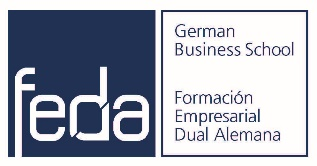 feda
German
Business School
Formación
Empresarial
Dual Alemana